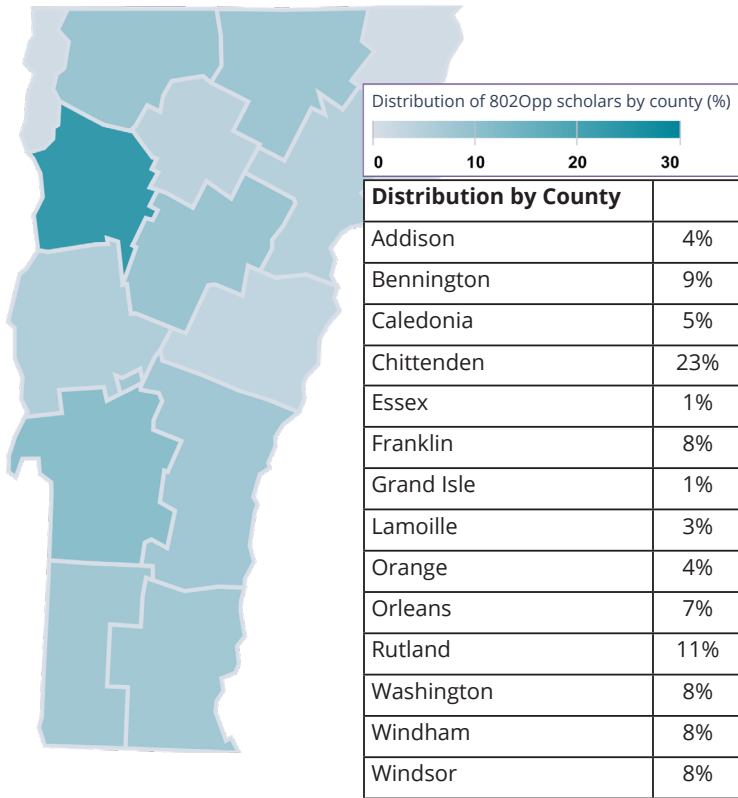 Distribution of 802Opp scholars by county (%)
0 10 20 30
Distribution by County
Addison 4%
Bennington 9%
Caledonia 5%
Chittenden 23%
Essex 1%
Franklin 8%
Grand Isle 1%
Lamoille 3%
Orange 4%
Orleans 7%
Rutland 11%
Washington 8%
Windham 8%
Windsor 8%